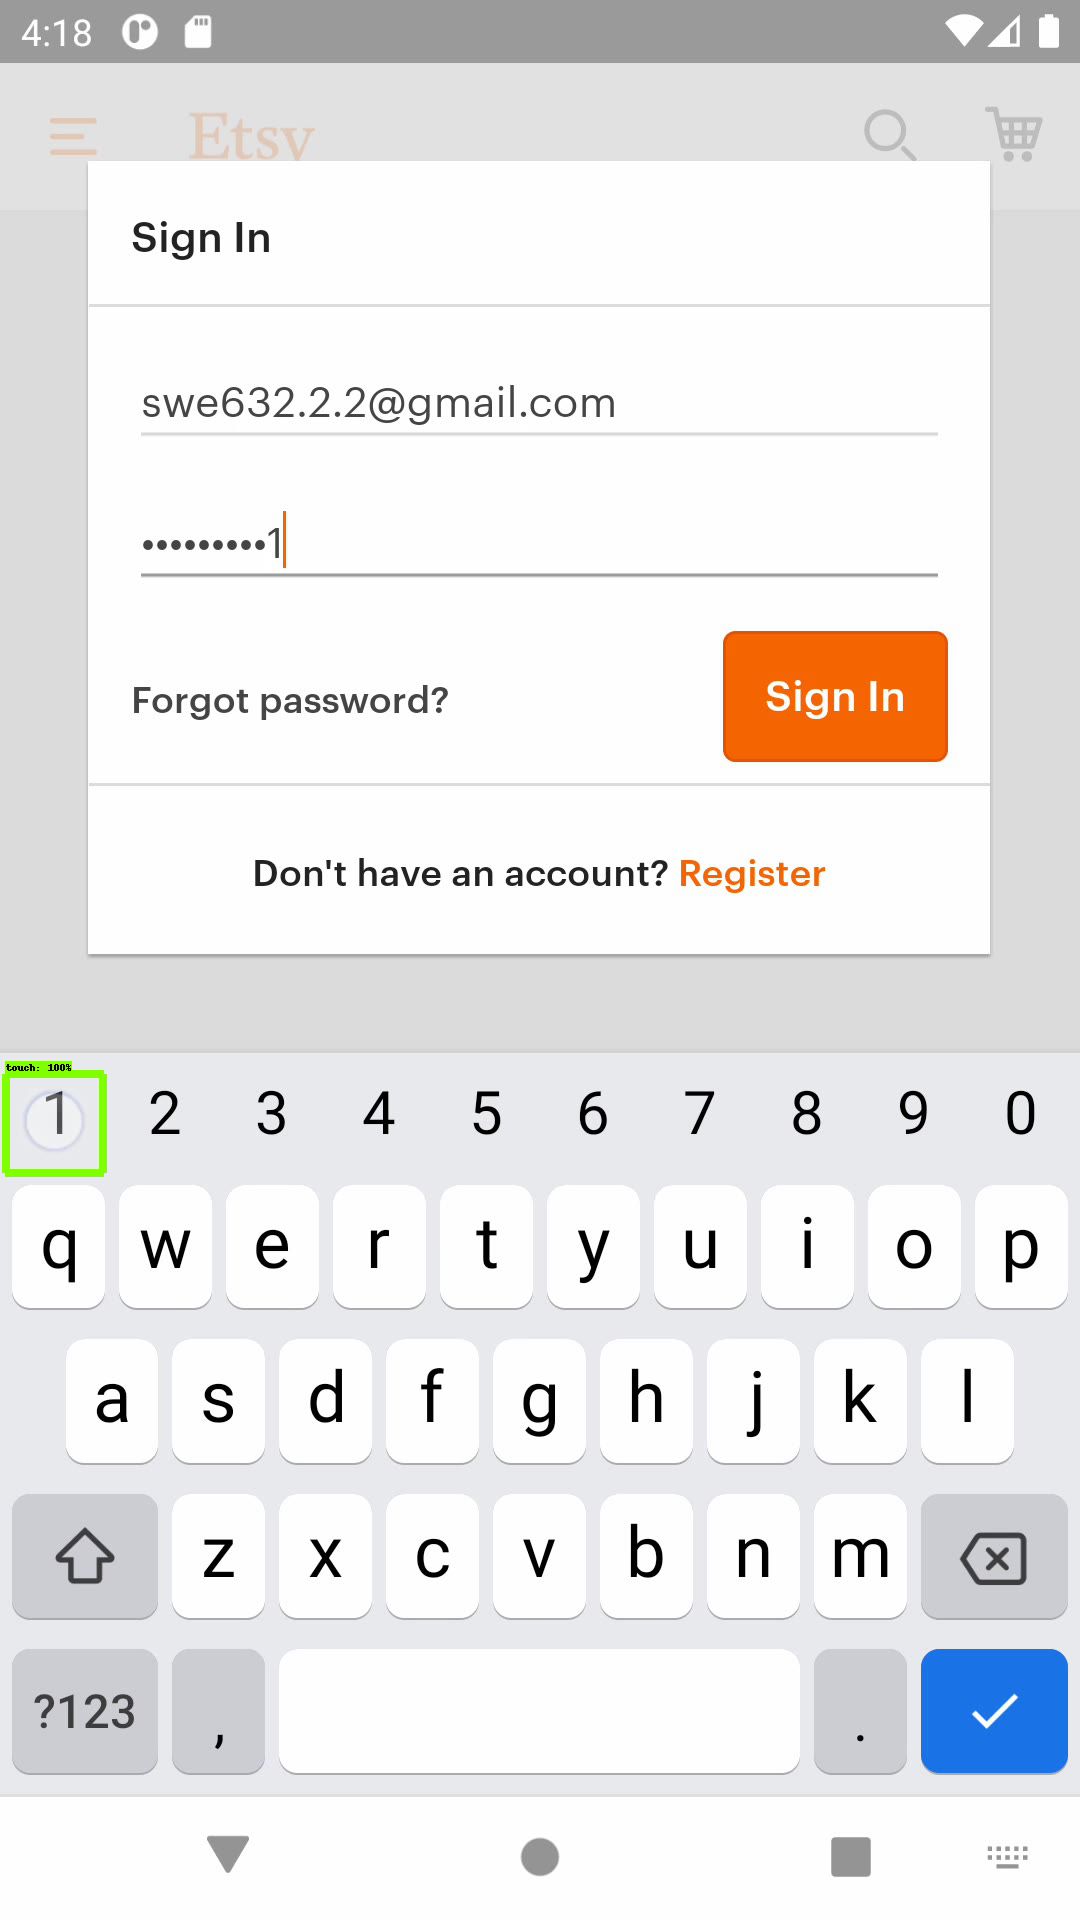 4:18
Etsy
Sign In
swe632.2.2@gmail.com
•••••••••1
Forgot password?
Sign In
Don't have an account? Register
touch: 100%
1 2 3 4 5 6 7 8 9 0
q w e r t y u i o p
a s d f g h j k l
z x c v b n m
?123 , .